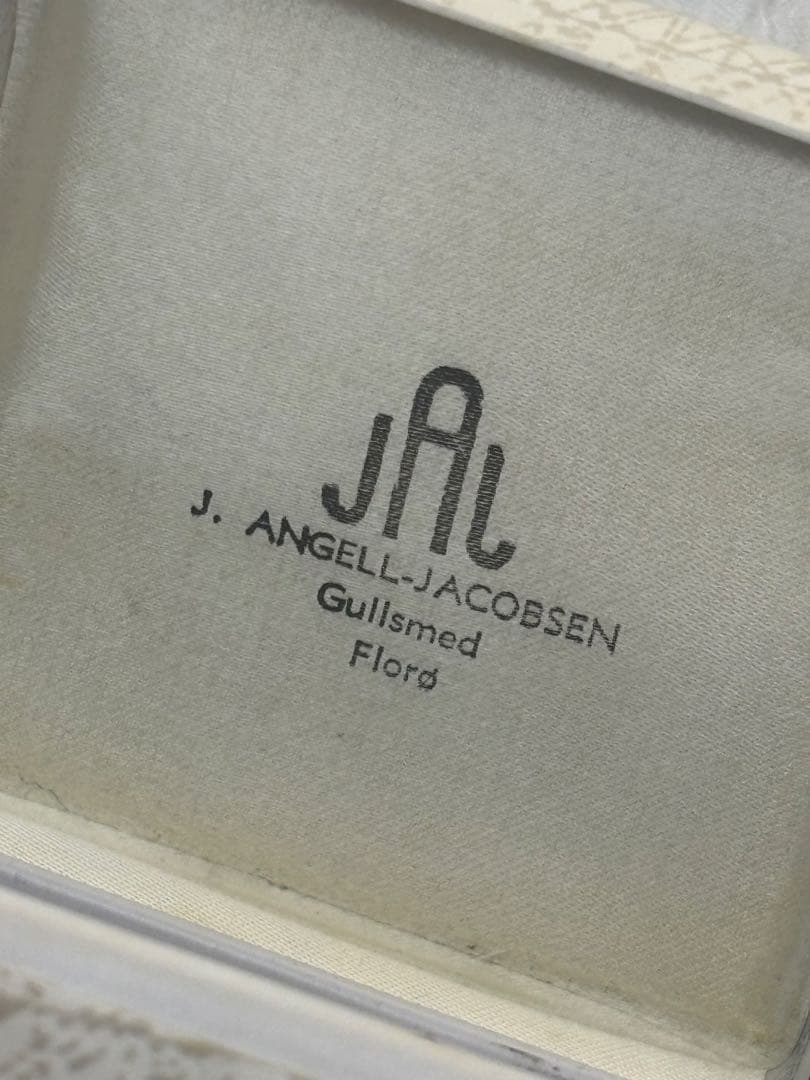 JAJ
J. ANGELL-JACOBSEN
Gullsmed
Florø